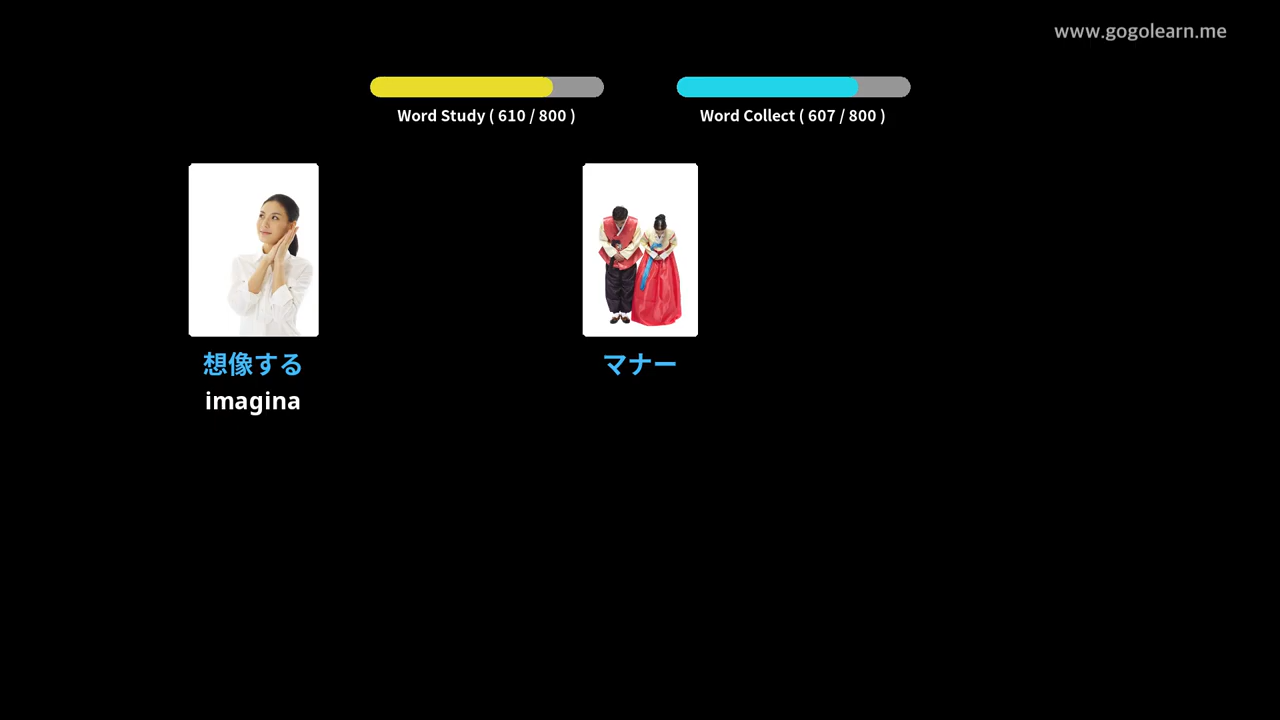 www.gogolearn.me
Word Study ( 610 / 800 )
Word Collect ( 607 / 800 )
想像する
imagina
マナー